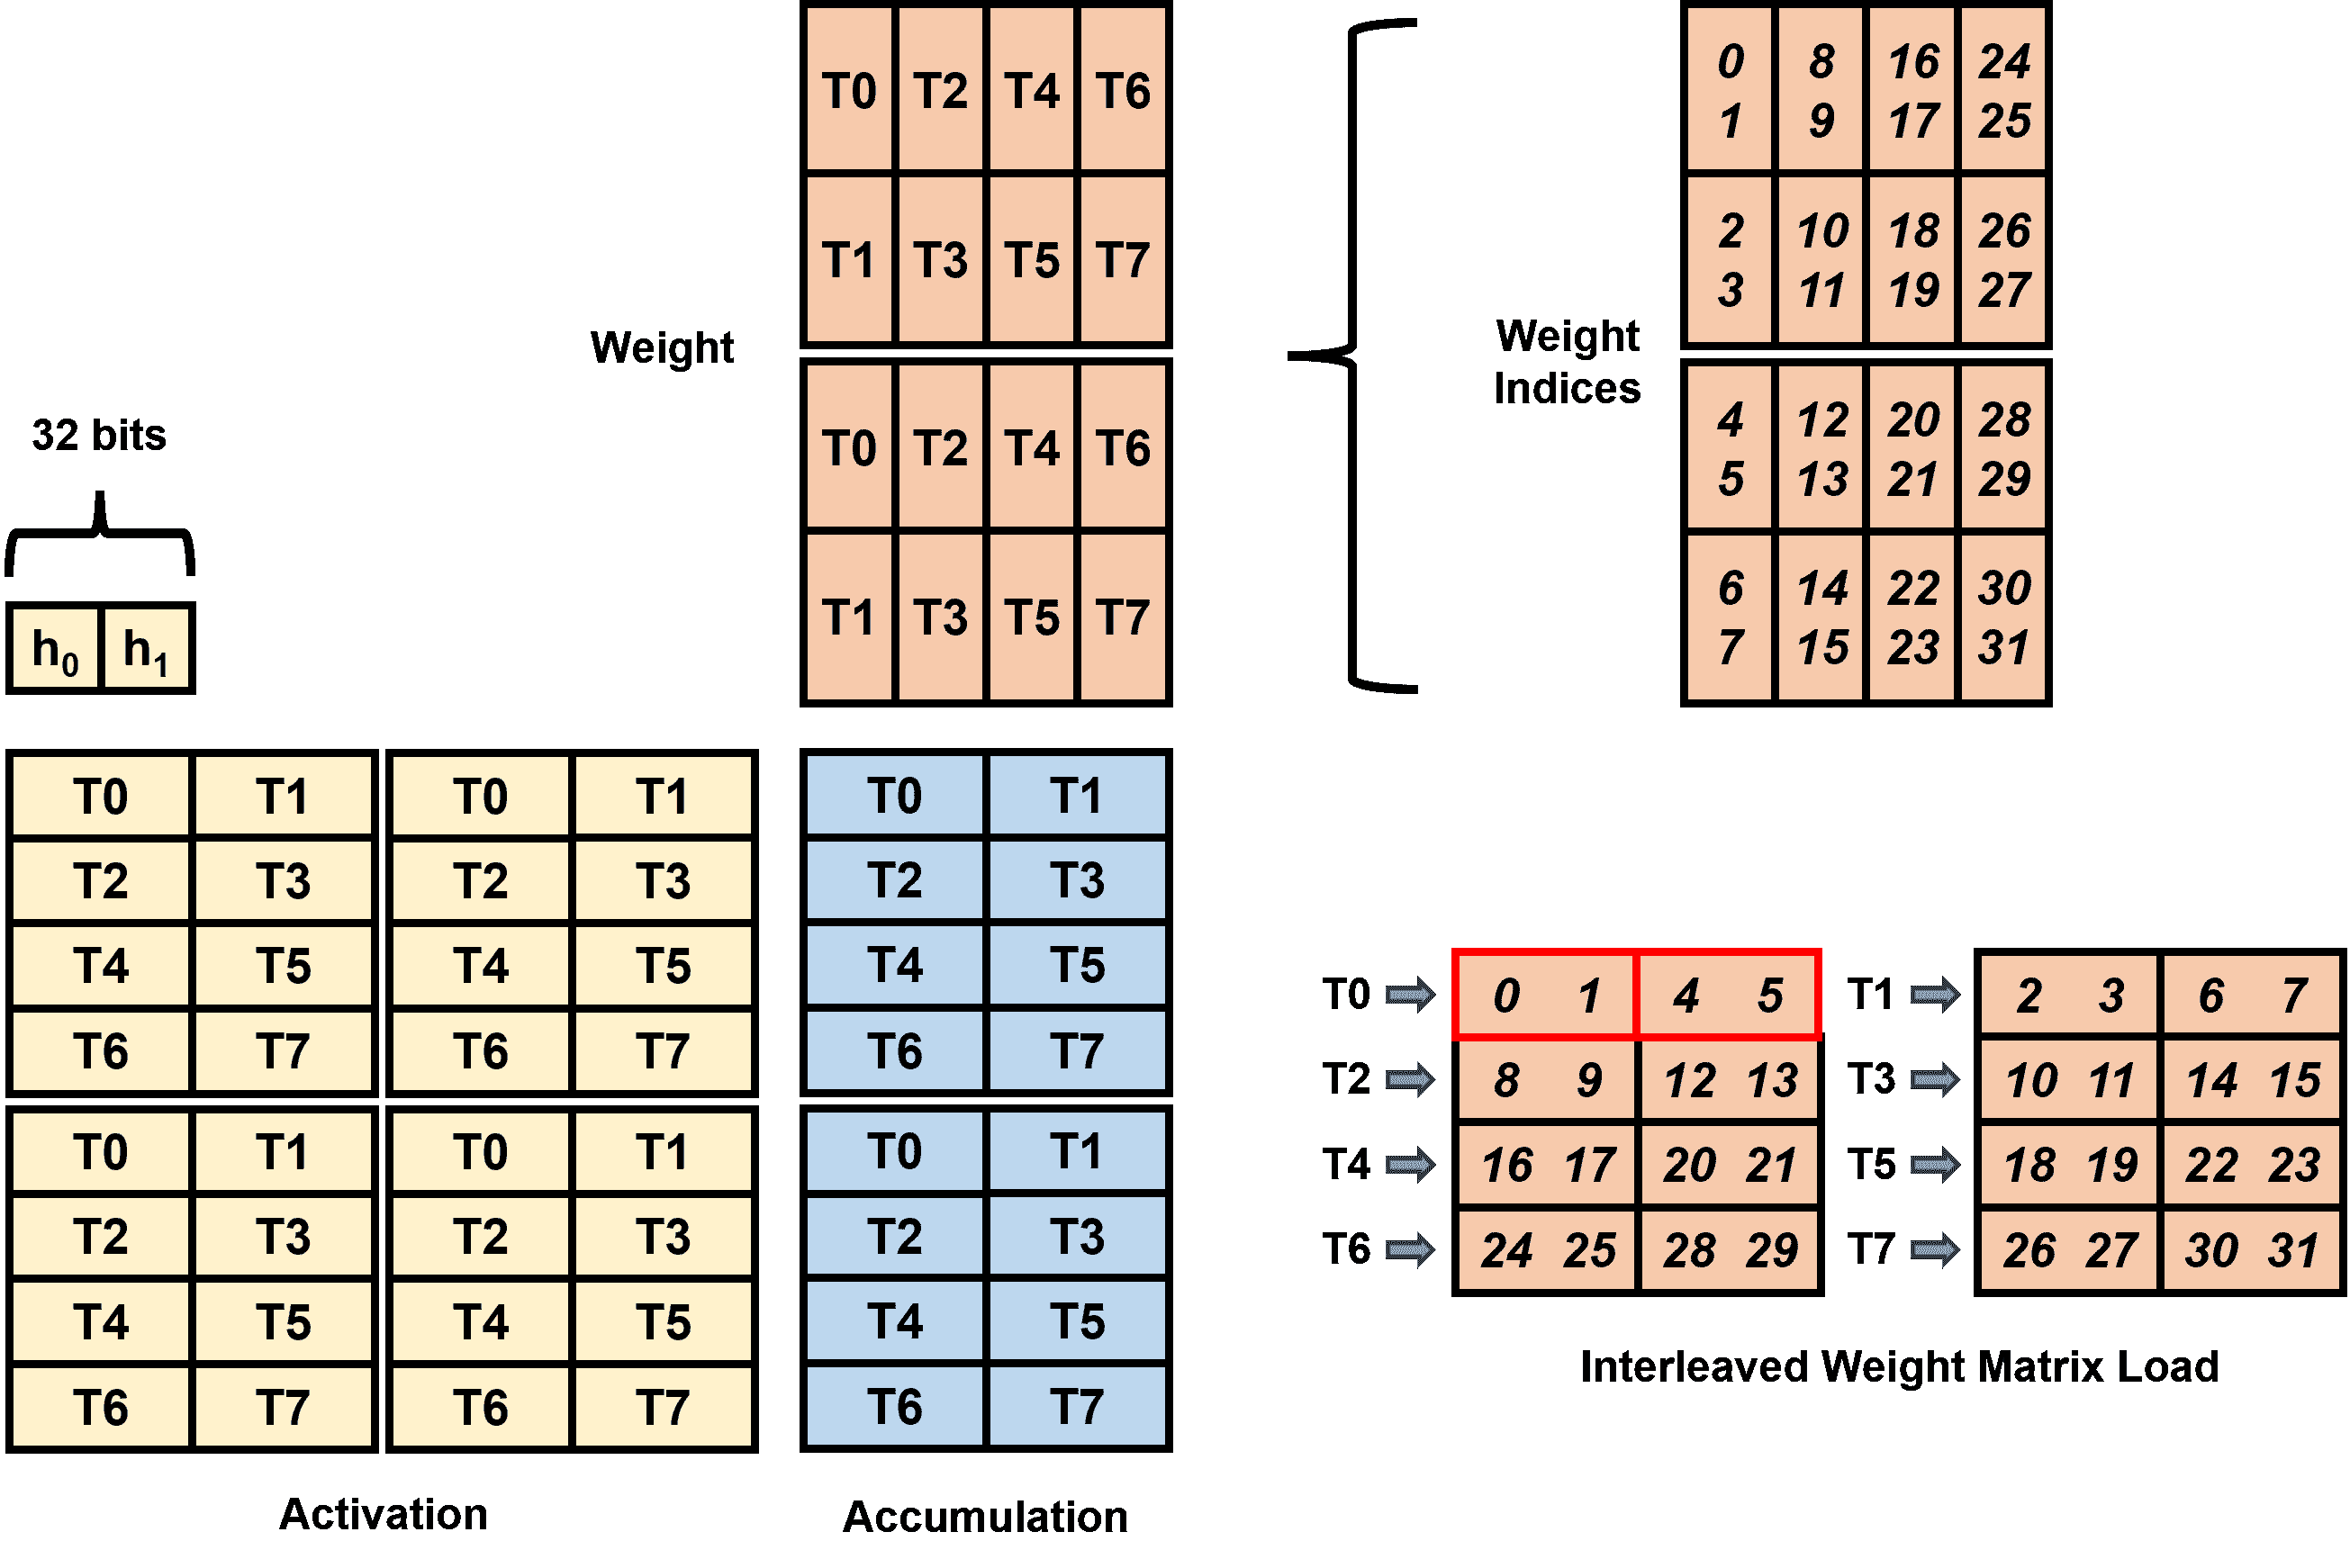 T0 T2 T4 T6
T1 T3 T5 T7
Weight
T0 T2 T4 T6
T1 T3 T5 T7
0 8 16 24
1 9 17 25
2 10 18 26
3 11 19 27
Weight
Indices
4 12 20 28
5 13 21 29
6 14 22 30
7 15 23 31
32 bits
h0 h1
T0 T1 T0 T1
T2 T3 T2 T3
T4 T5 T4 T5
T6 T7 T6 T7
T0 T1 T0 T1
T2 T3 T2 T3
T4 T5 T4 T5
T6 T7 T6 T7
Activation
T0 T1
T2 T3
T4 T5
T6 T7
T0 T1
T2 T3
T4 T5
T6 T7
Accumulation
T0 0 1 4 5 T1 2 3 6 7
T2 8 9 12 13 T3 10 11 14 15
T4 16 17 20 21 T5 18 19 22 23
T6 24 25 28 29 T7 26 27 30 31
Interleaved Weight Matrix Load